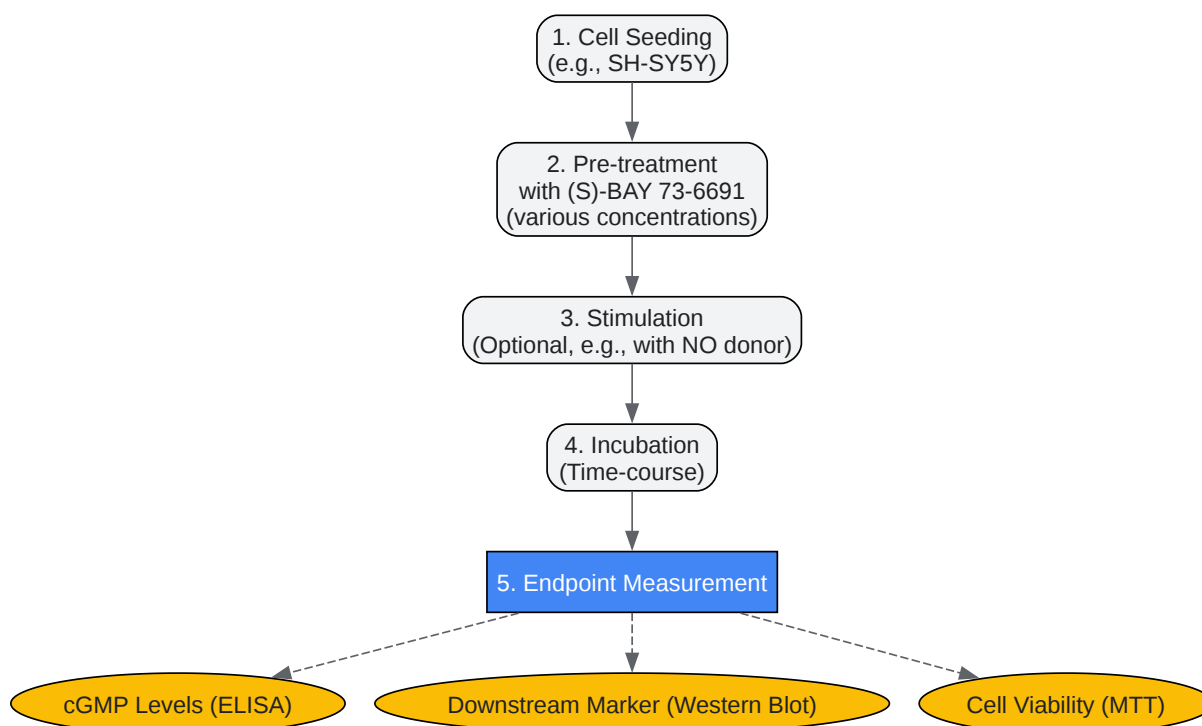 1. Cell Seeding
(e.g., SH-SY5Y)
2. Pre-treatment
with (S)-BAY 73-6691
(various concentrations)
3. Stimulation
(Optional, e.g., with NO donor)
4. Incubation
(Time-course)
5. Endpoint Measurement
cGMP Levels (ELISA)
Downstream Marker (Western Blot)
Cell Viability (MTT)